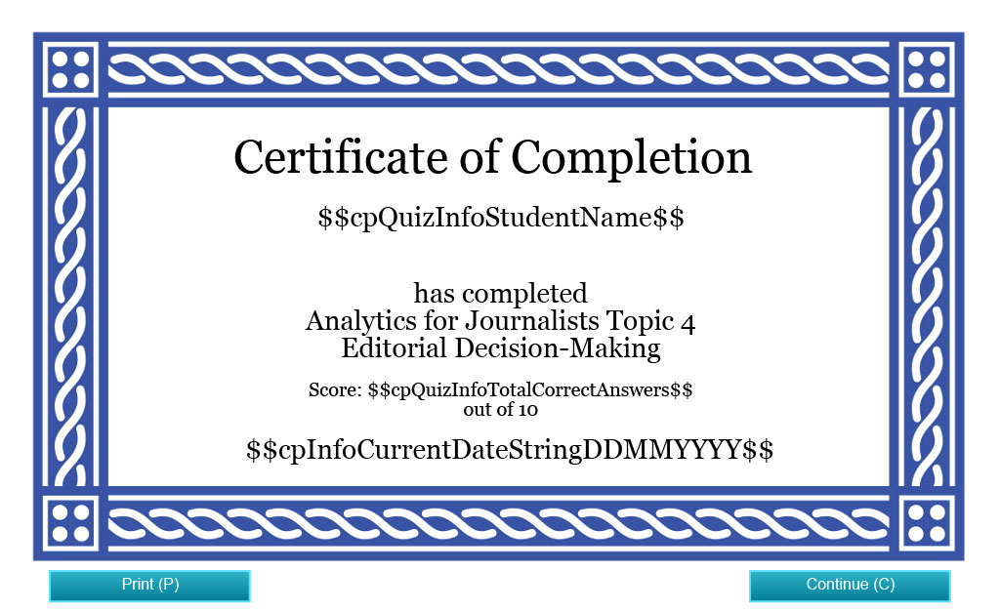 Certificate of Completion
$$cpQuizInfoStudentName$$
has completed
Analytics for Journalists Topic 4
Editorial Decision-Making
Score: $$cpQuizInfoTotalCorrectAnswers$$
out of 10
$$cpInfoCurrentDateStringDDMMYYYY$$
Print (P)
Continue (C)